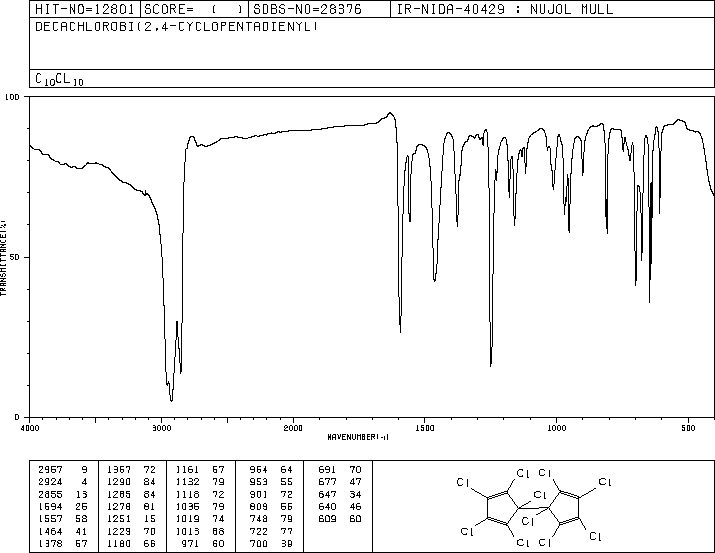 HIT-NO=12801 SCORE= ( ) SDBS-NO=28376 IR-NIDA-40429 : NUJOL MULL
DECACHLOROBI(2,4-CYCLOPENTADIENYL)
C10CL10
100
50
0
TRANSMITTANCE(%)
4000 3000 2000 1500 1000 500
WAVENUMBER(-1)
2967 9 1367 72 1161 67 964 64 691 70
2924 4 1290 84 1132 79 953 55 677 47
2855 13 1285 84 1118 72 901 72 647 34
1594 26 1278 81 1036 79 809 55 640 46
1557 58 1251 15 1019 74 748 79 609 60
1464 41 1229 70 1013 68 722 77
1378 57 1180 66 971 60 700 39
Cl Cl Cl Cl
Cl Cl
Cl
Cl Cl Cl